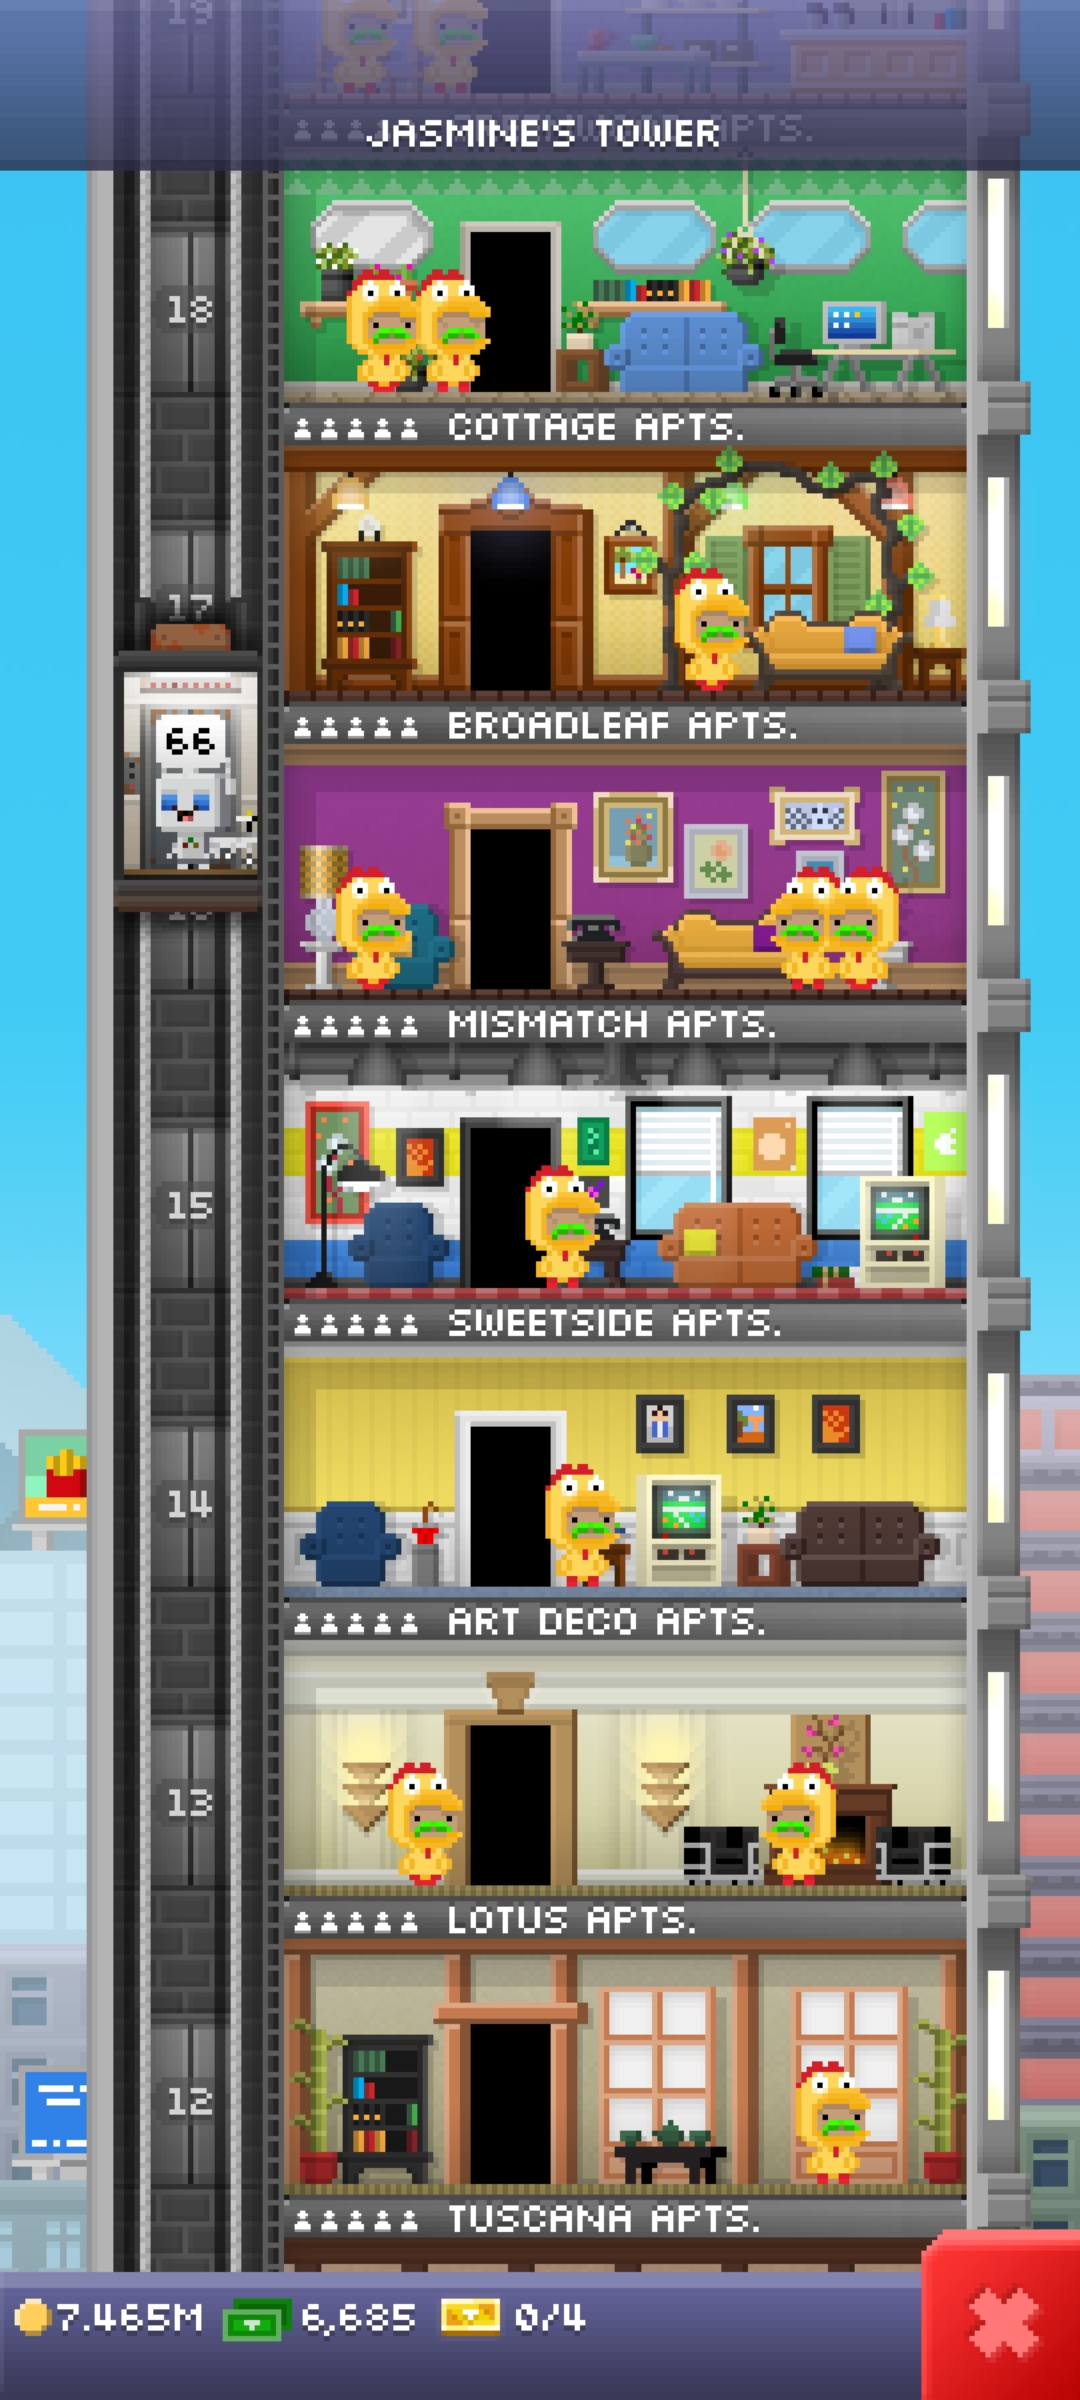 19
APTS.
JASMINE'S TOWER
18
COTTAGE APTS.
17
BROADLEAF APTS.
66
MISMATCH APTS.
15
SWEETSIDE APTS.
14
ART DECO APTS.
13
LOTUS APTS.
12
TUSCANA APTS.
7.465M 6,685 0/4